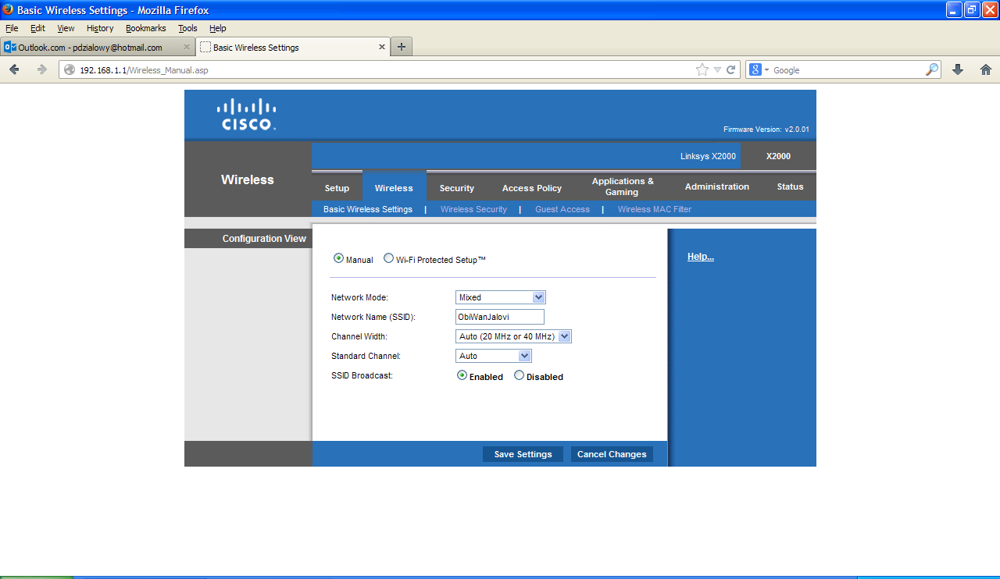 Basic Wireless Settings - Mozilla Firefox
File Edit View History Bookmarks Tools Help
Outlook.com - pdzialowy@hotmail.com
Basic Wireless Settings
192.168.1.1/Wireless_Manual.asp
Google
CISCO
Firmware Version: v2.0.01
Linksys X2000 X2000
Wireless
Setup Wireless Security Access Policy Applications & Gaming Administration Status
Basic Wireless Settings | Wireless Security | Guest Access | Wireless MAC Filter
Configuration View
Manual Wi-Fi Protected Setup™
Help...
Network Mode: Mixed
Network Name (SSID): ObiWanJalovi
Channel Width: Auto (20 MHz or 40 MHz)
Standard Channel: Auto
SSID Broadcast: Enabled Disabled
Save Settings Cancel Changes